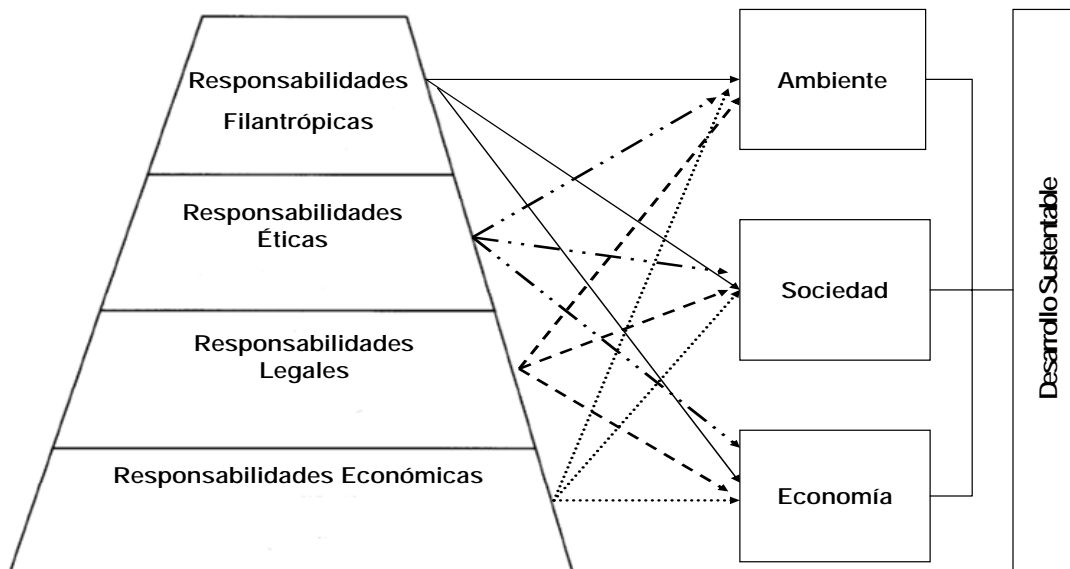 Responsabilidades
Filantrópicas
Responsabilidades
Éticas
Responsabilidades
Legales
Responsabilidades Económicas
Ambiente
Sociedad
Economía
Desarrollo Sustentable